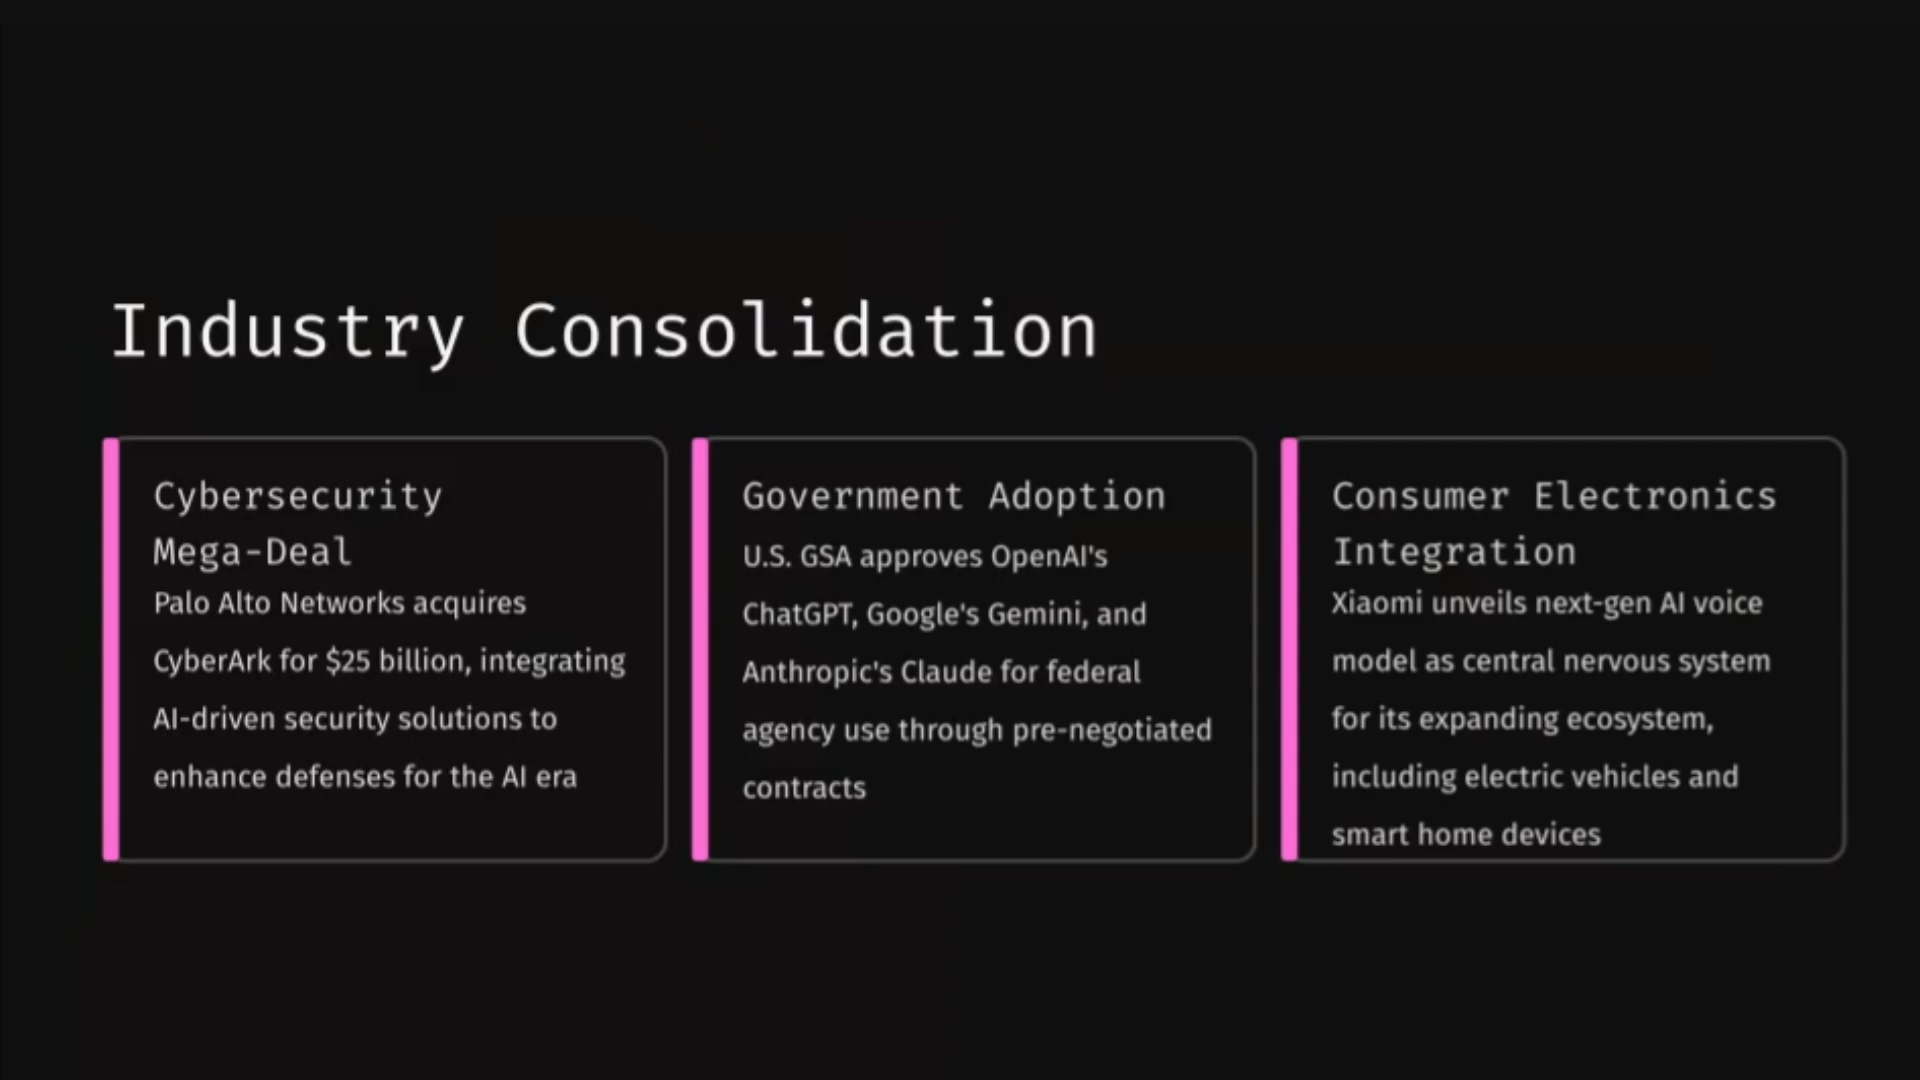 Industry Consolidation
Cybersecurity
Mega-Deal
Palo Alto Networks acquires
CyberArk for $25 billion, integrating
AI-driven security solutions to
enhance defenses for the AI era
Government Adoption
U.S. GSA approves OpenAI's
ChatGPT, Google's Gemini, and
Anthropic's Claude for federal
agency use through pre-negotiated
contracts
Consumer Electronics
Integration
Xiaomi unveils next-gen AI voice
model as central nervous system
for its expanding ecosystem,
including electric vehicles and
smart home devices